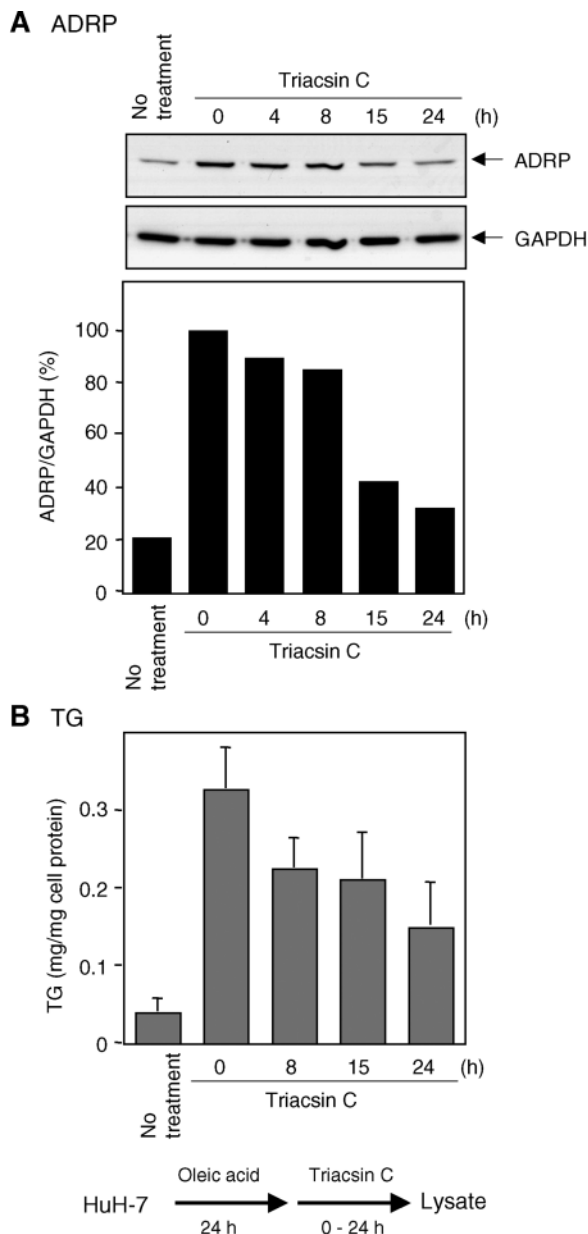 A ADRP
No treatment
Triacsin C
0 4 8 15 24 (h)
ADRP
GAPDH
ADRP/GAPDH (%)
100
80
60
40
20
0
No treatment
0 4 8 15 24 (h)
Triacsin C
B TG
TG (mg/mg cell protein)
0.3
0.2
0.1
0
No treatment
0 8 15 24 (h)
Triacsin C
Oleic acid Triacsin C
HuH-7 Lysate
24 h 0 - 24 h